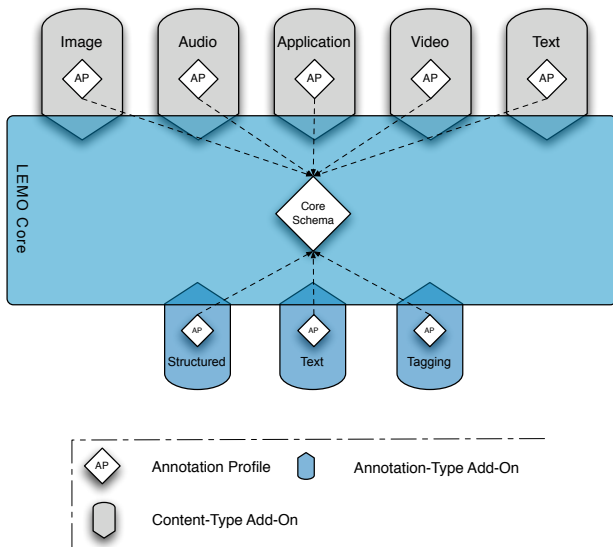 Image
Audio
Application
Video
Text
AP
AP
AP
AP
AP
LEMO Core
Core
Schema
AP
AP
AP
Structured
Text
Tagging
AP
Annotation Profile
Annotation-Type Add-On
Content-Type Add-On